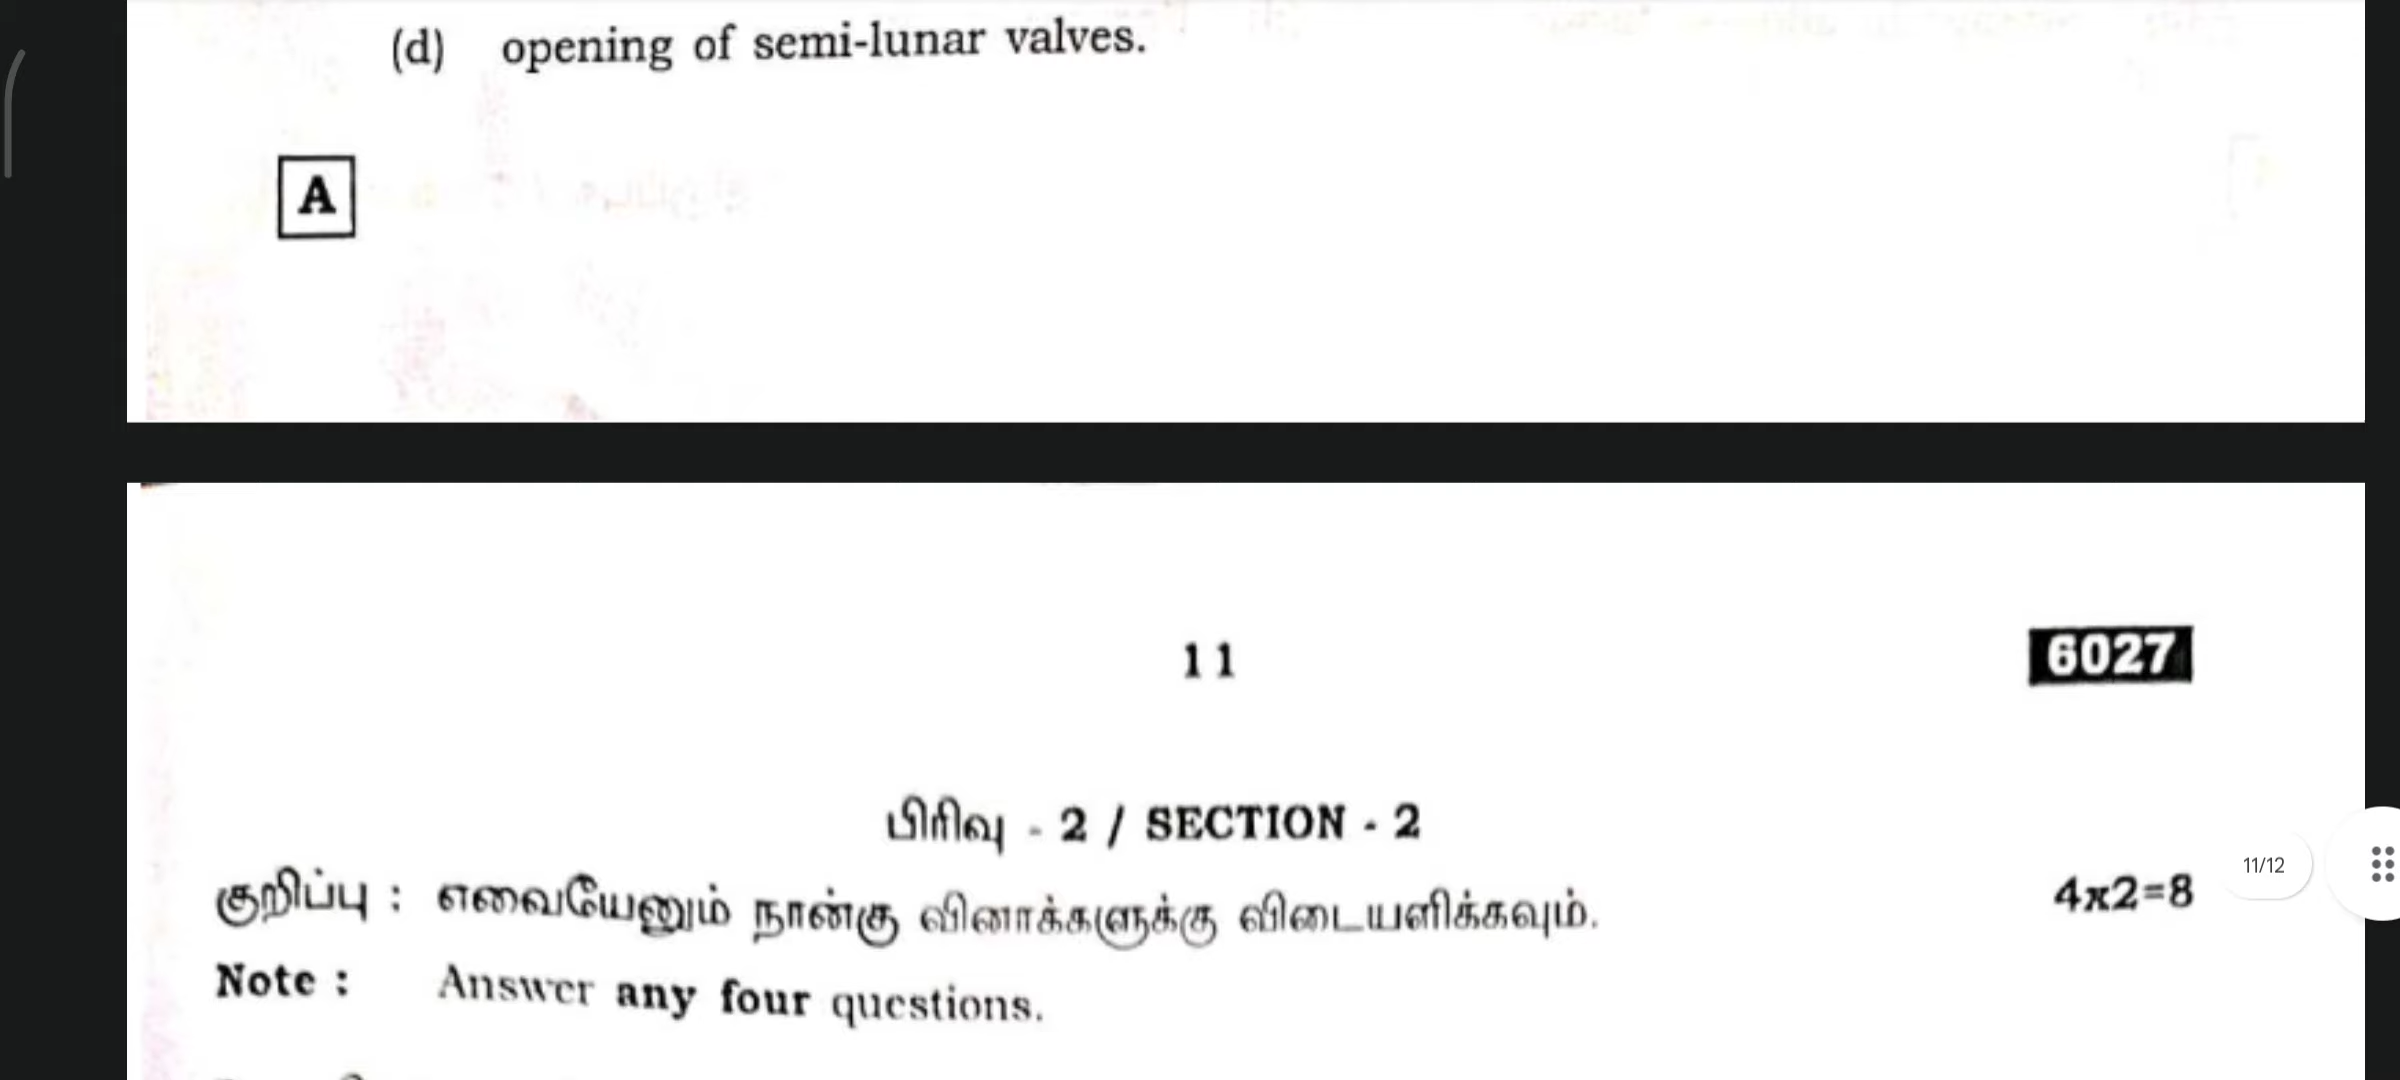 (d) opening of semi-lunar valves.
A
11
6027
பிரிவு - 2 / SECTION - 2
குறிப்பு : எவையேனும் நான்கு வினாக்களுக்கு விடையளிக்கவும்.
4x2=8
11/12
Note : Answer any four questions.